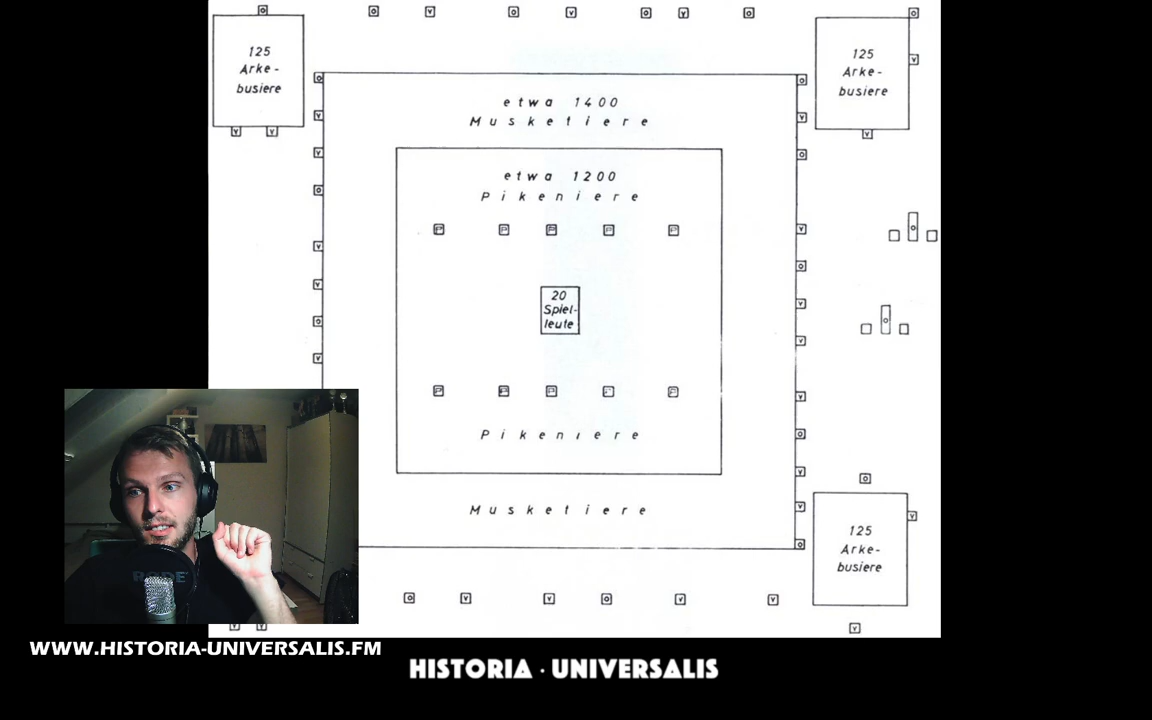 125
Arke-
busiere
125
Arke-
busiere
etwa 1400
Musketiere
etwa 1200
Pikeniere
P P P P P
20
Spiel-
leute
P P P P
Pikeniere
Musketiere
125
Arke-
busiere
RØDE
WWW.HISTORIA-UNIVERSALIS.FM
HISTORIA · UNIVERSALIS